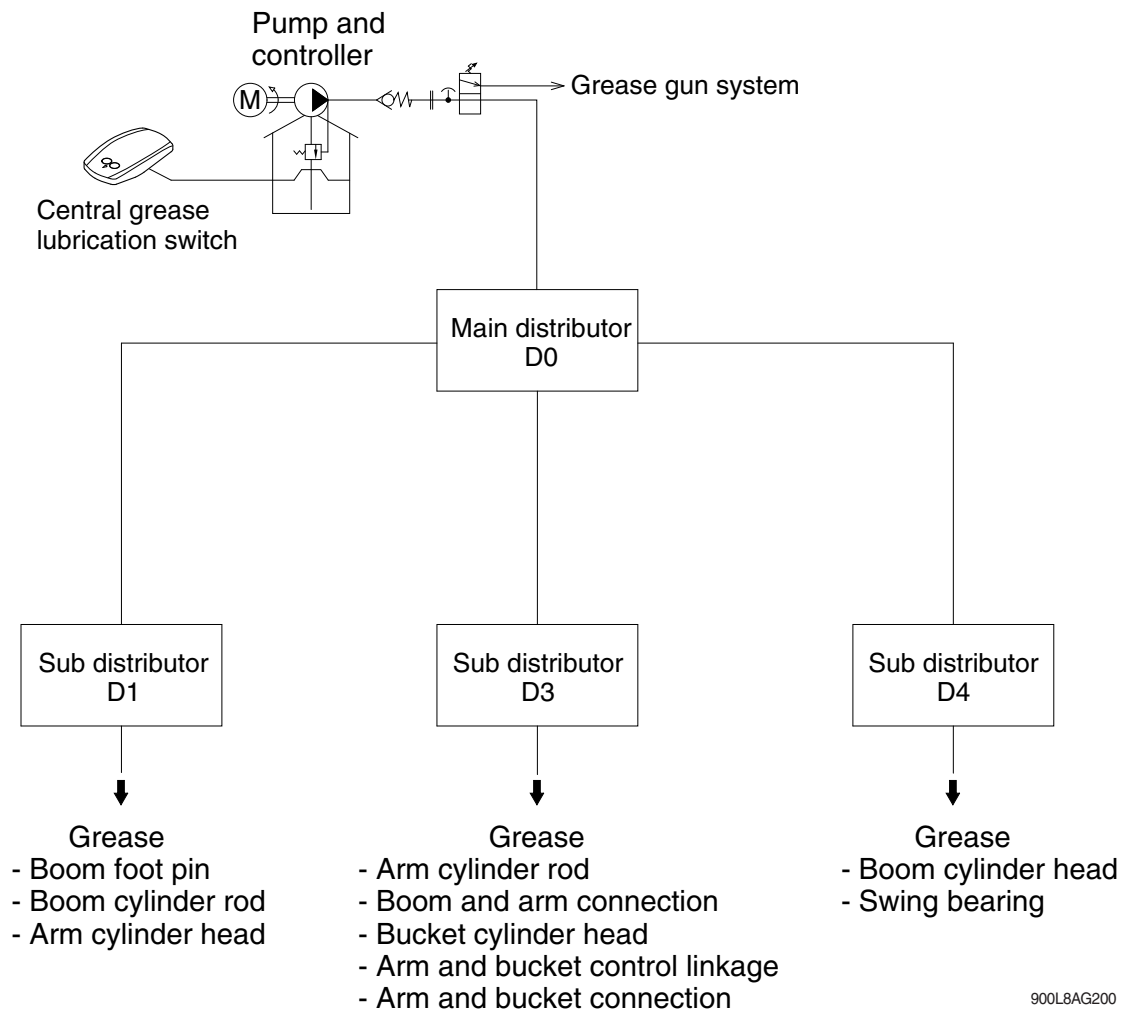 Pump and
controller
M
Grease gun system
Central grease
lubrication switch
Main distributor
D0
Sub distributor
D1
Sub distributor
D3
Sub distributor
D4
Grease
- Boom foot pin
- Boom cylinder rod
- Arm cylinder head
Grease
- Arm cylinder rod
- Boom and arm connection
- Bucket cylinder head
- Arm and bucket control linkage
- Arm and bucket connection
Grease
- Boom cylinder head
- Swing bearing
900L8AG200